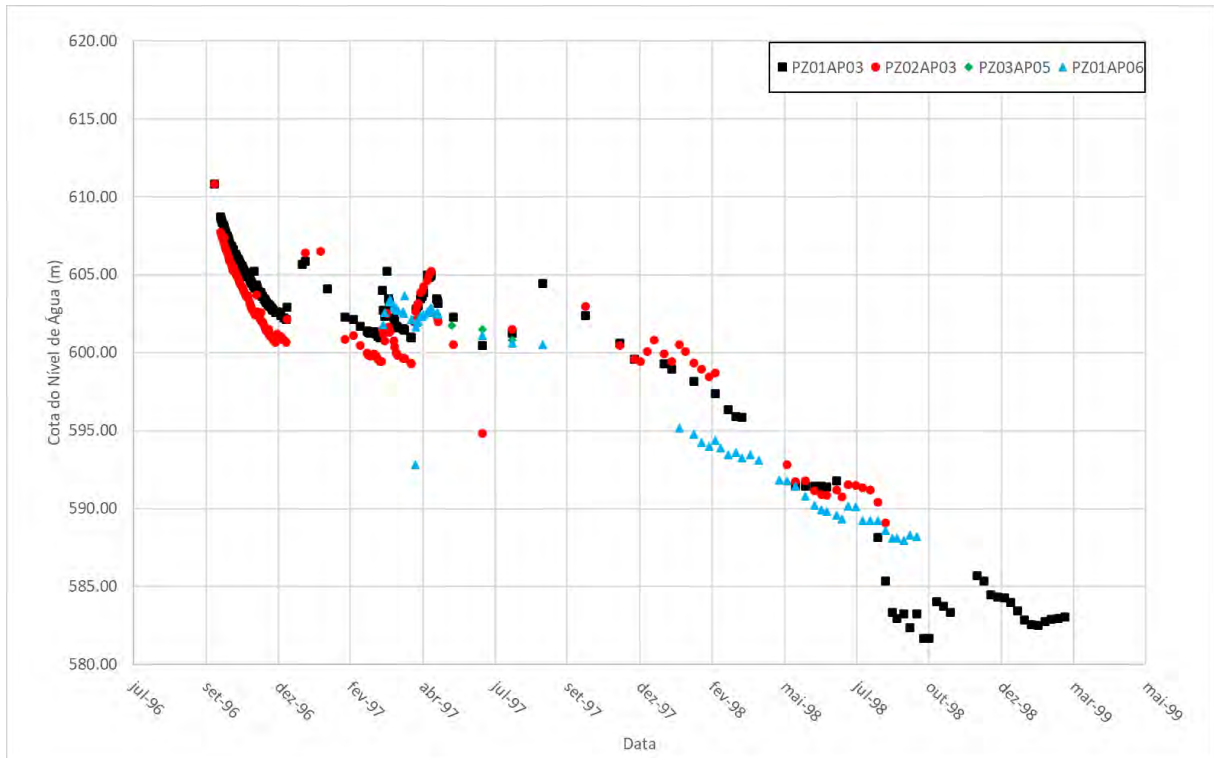 620.00
615.00
610.00
605.00
600.00
595.00
590.00
585.00
580.00
Cota do Nível de Água (m)
PZ01AP03 PZ02AP03 PZ03AP05 PZ01AP06
jul-96 set-96 dez-96 fev-97 abr-97 jul-97 set-97 dez-97 fev-98 mai-98 jul-98 out-98 dez-98 mar-99 mai-99
Data